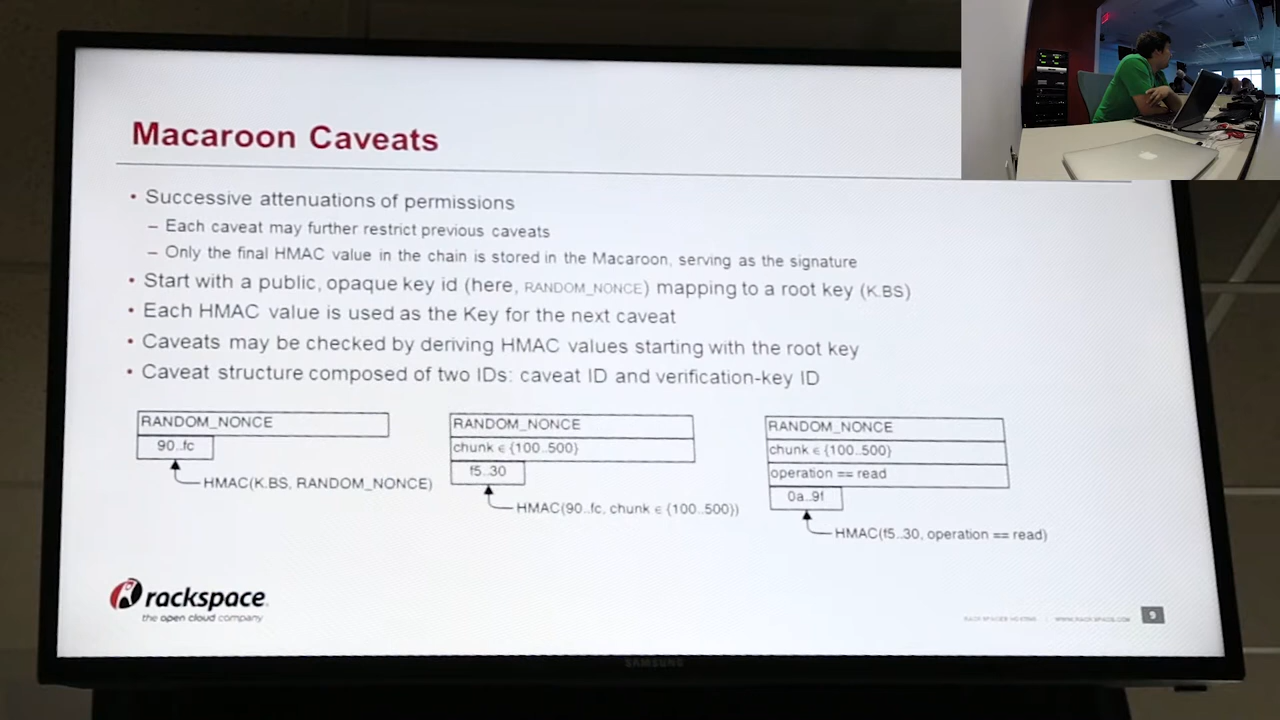 Macaroon Caveats
• Successive attenuations of permissions
– Each caveat may further restrict previous caveats
– Only the final HMAC value in the chain is stored in the Macaroon, serving as the signature
• Start with a public, opaque key id (here, RANDOM_NONCE) mapping to a root key (K.BS)
• Each HMAC value is used as the Key for the next caveat
• Caveats may be checked by deriving HMAC values starting with the root key
• Caveat structure composed of two IDs: caveat ID and verification-key ID
RANDOM_NONCE
90..fc
HMAC(K.BS, RANDOM_NONCE)
RANDOM_NONCE
chunk ∈ {100..500}
f5..30
HMAC(90..fc, chunk ∈ {100..500})
RANDOM_NONCE
chunk ∈ {100..500}
operation == read
0a..9f
HMAC(f5..30, operation == read)
rackspace.
the open cloud company
RACKSPACE® HOSTING | WWW.RACKSPACE.COM
9
SAMSUNG